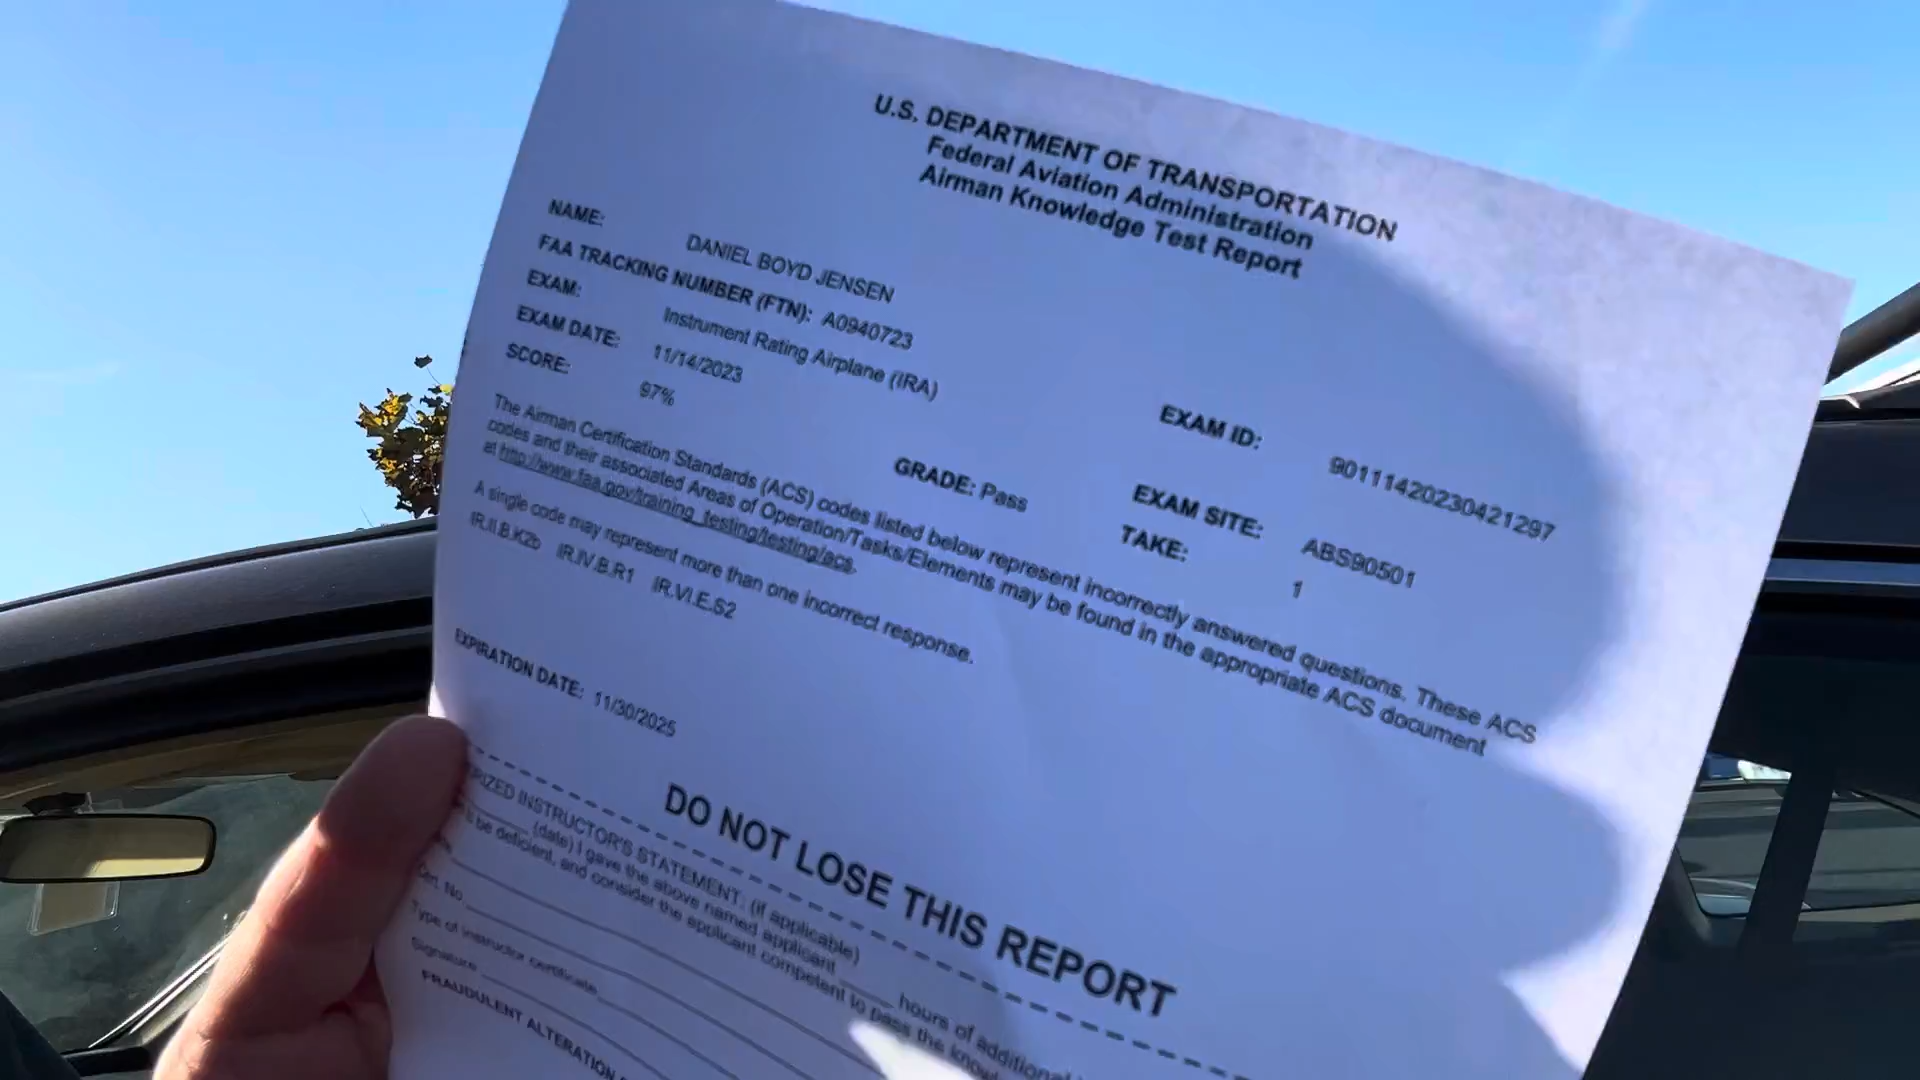 U.S. DEPARTMENT OF TRANSPORTATION
Federal Aviation Administration
Airman Knowledge Test Report
NAME: DANIEL BOYD JENSEN
FAA TRACKING NUMBER (FTN): A0940723
EXAM: Instrument Rating Airplane (IRA)
EXAM DATE: 11/14/2023
EXAM ID: 90111420230421297
SCORE: 97%
GRADE: Pass
EXAM SITE: ABS90501
TAKE: 1
The Airman Certification Standards (ACS) codes listed below represent incorrectly answered questions. These ACS
codes and their associated Areas of Operation/Tasks/Elements may be found in the appropriate ACS document
at http://www.faa.gov/training_testing/testing/acs.
A single code may represent more than one incorrect response.
IR.II.B.K2b IR.IV.B.R1 IR.VI.E.S2
EXPIRATION DATE: 11/30/2025
DO NOT LOSE THIS REPORT
INSTRUCTOR'S STATEMENT: (if applicable)
(date) I gave the above named applicant hours of additional
be deficient, and consider the applicant competent to pass the
Cert. No.
Type of instructor certificate
Signature
FRAUDULENT ALTERATION